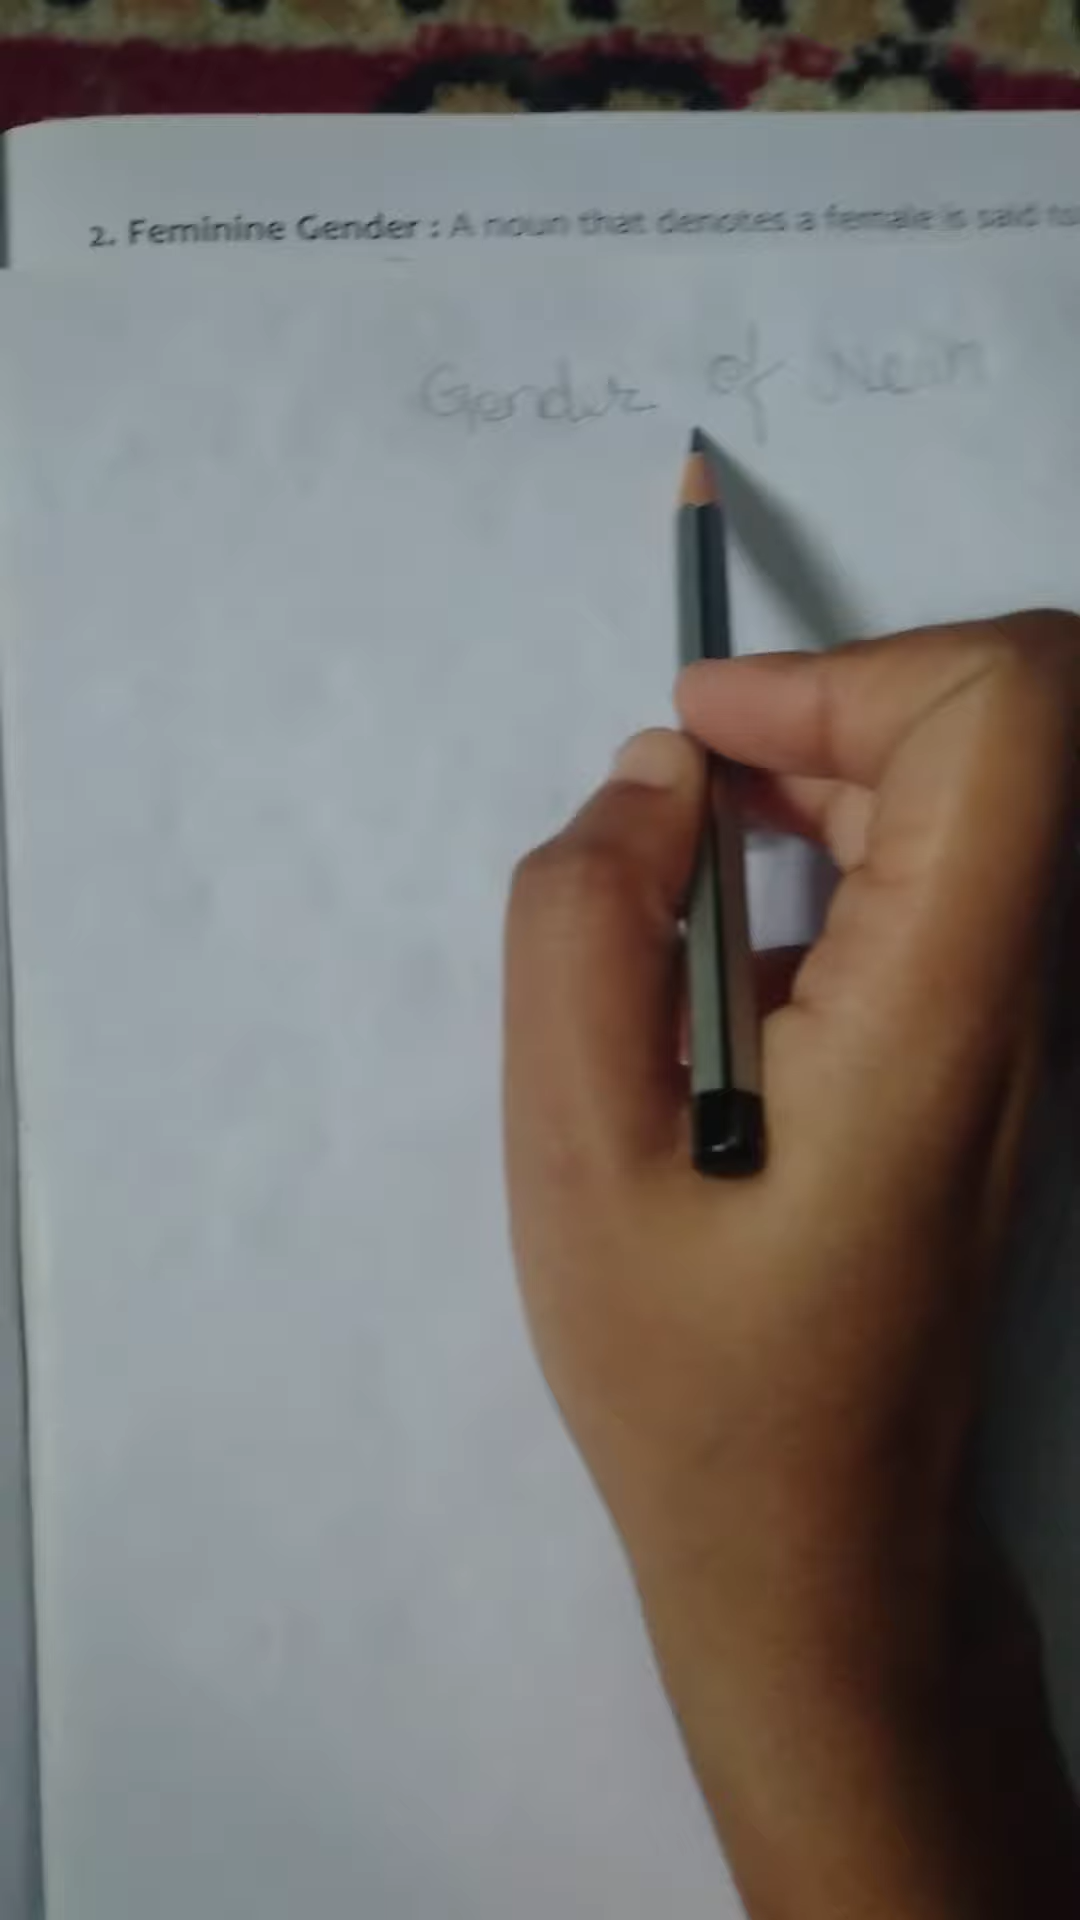 2. Feminine Gender : A noun that denotes a female is said to
Gender of Noun